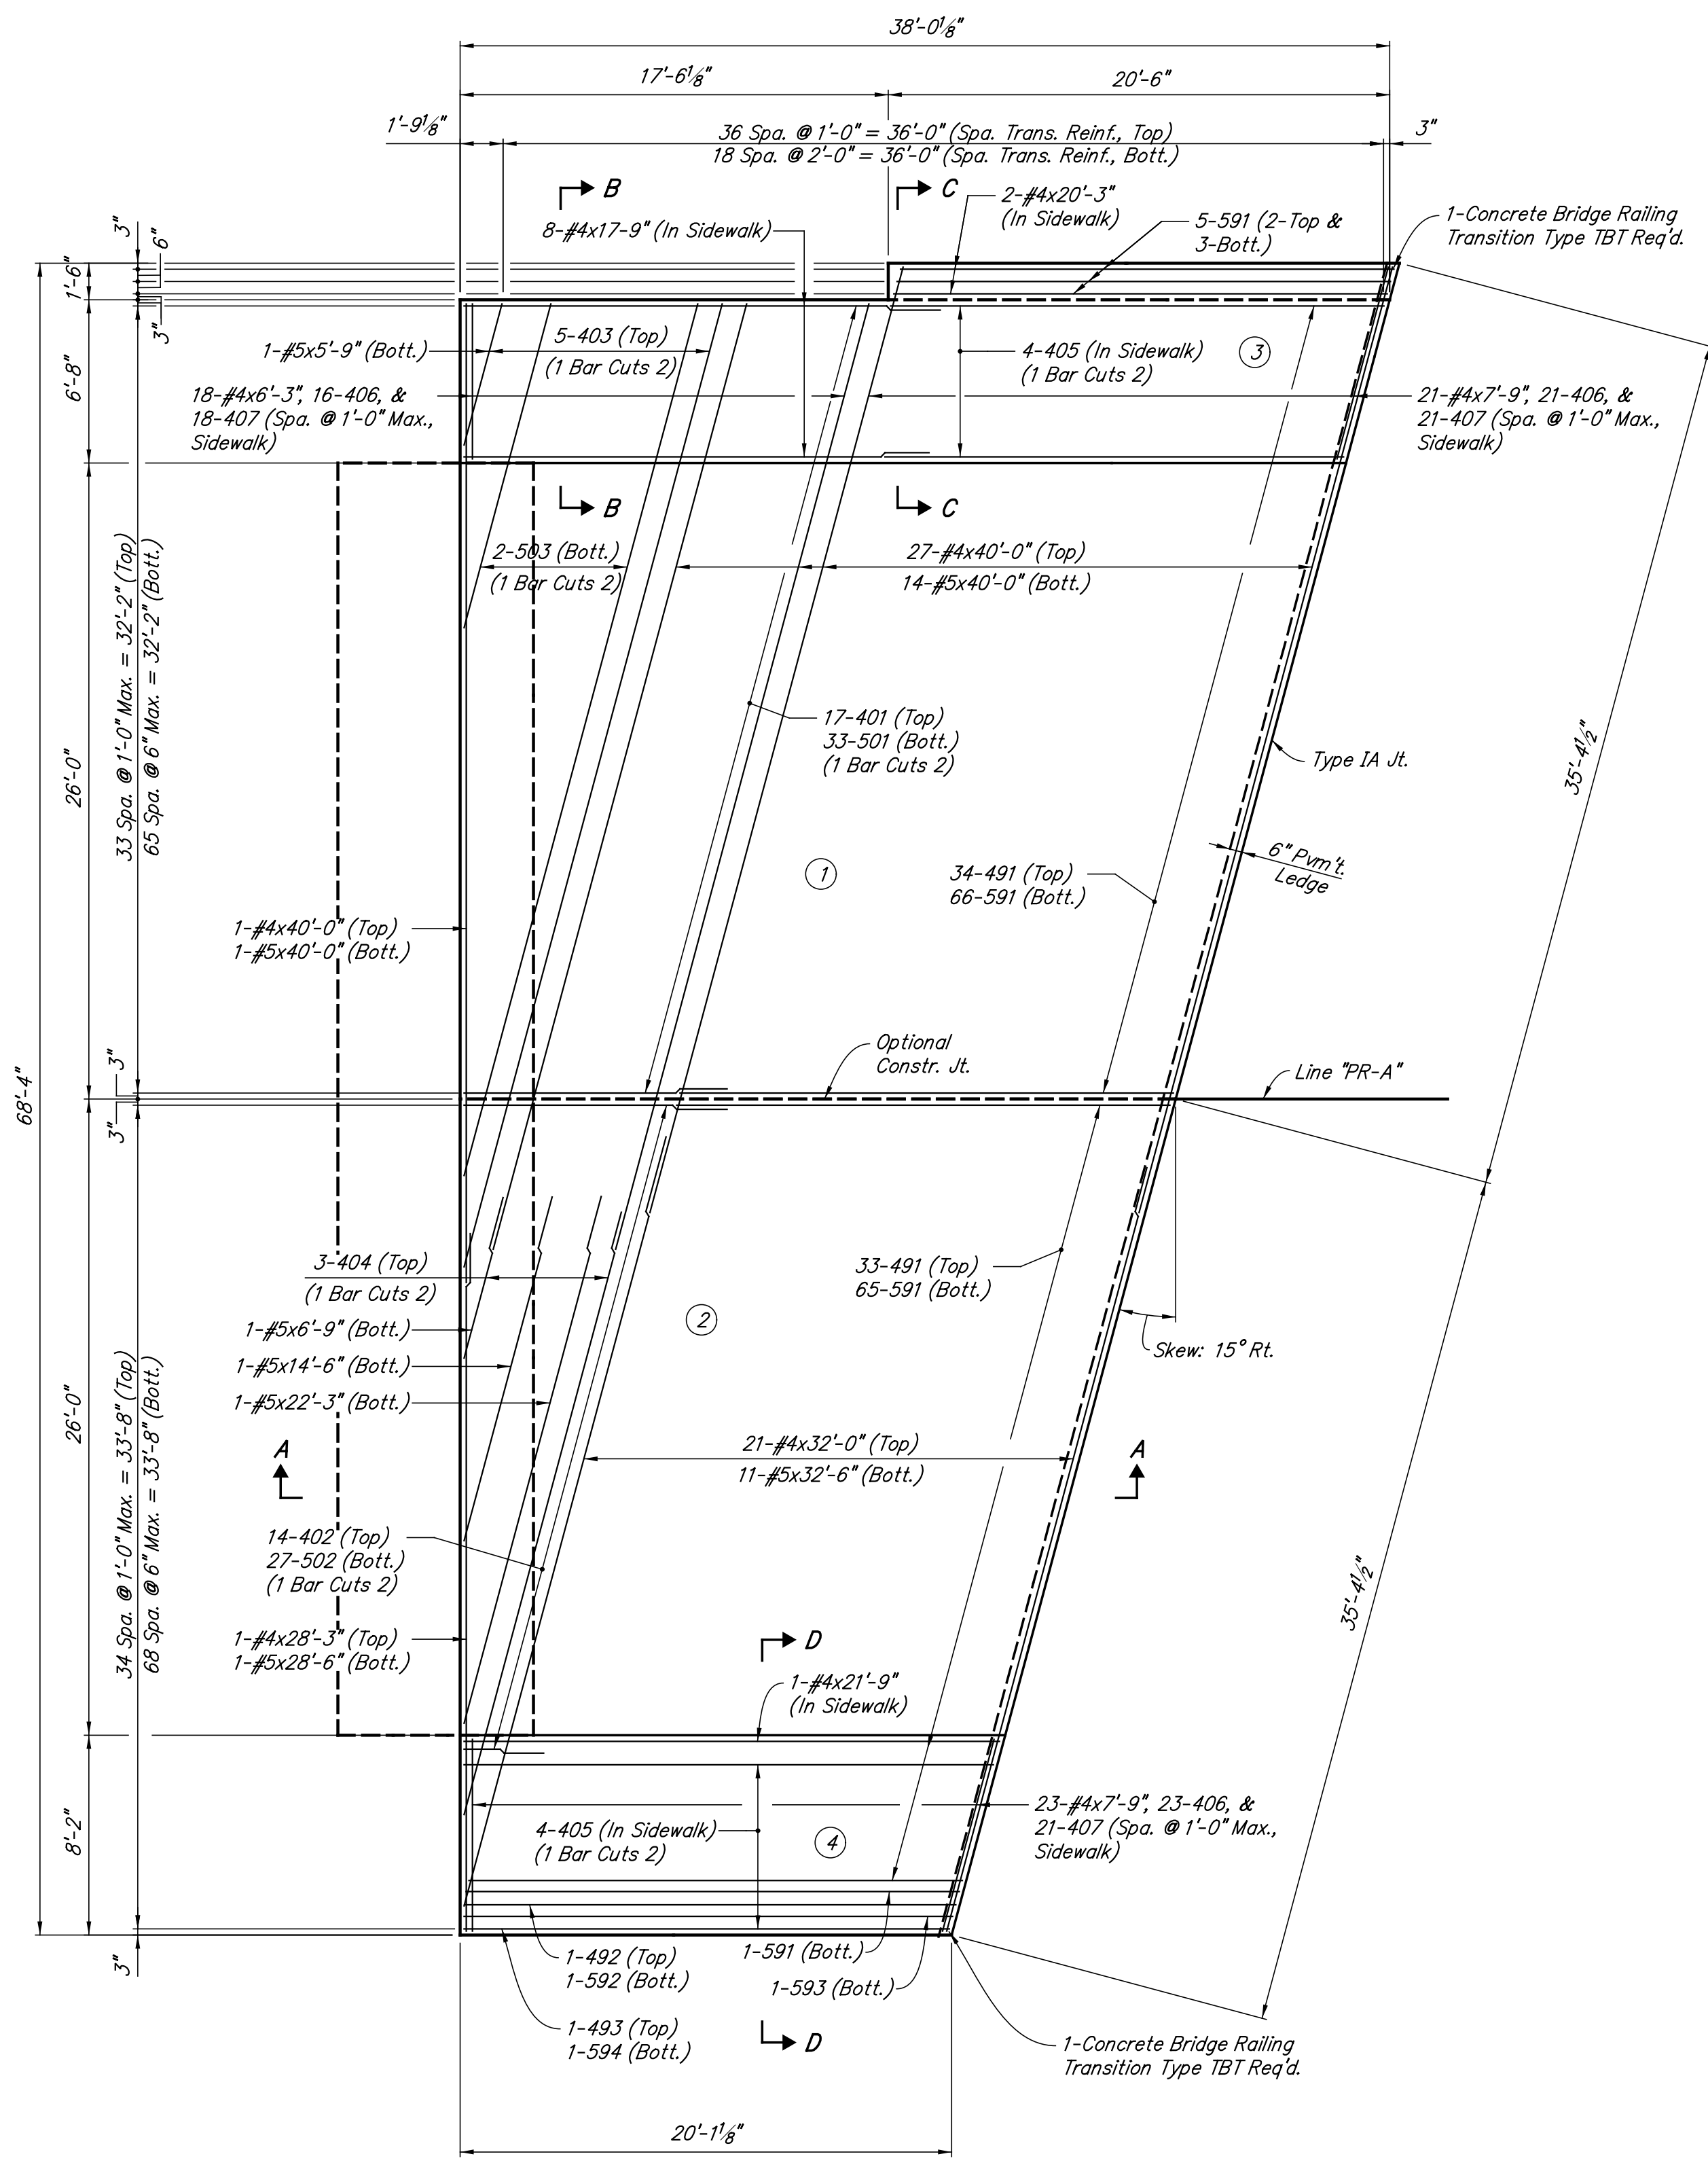 38'-0⅛"
17'-6⅛"
20'-6"
1'-9⅛"
36 Spa. @ 1'-0" = 36'-0" (Spa. Trans. Reinf., Top)
18 Spa. @ 2'-0" = 36'-0" (Spa. Trans. Reinf., Bott.)
3"
B
C
2-#4x20'-3"
(In Sidewalk)
8-#4x17-9" (In Sidewalk)
5-591 (2-Top &
3-Bott.)
1-Concrete Bridge Railing
Transition Type TBT Req'd.
3"
6"
1'-6"
3"
6'-8"
1-#5x5'-9" (Bott.)
5-403 (Top)
(1 Bar Cuts 2)
4-405 (In Sidewalk)
(1 Bar Cuts 2)
3
18-#4x6'-3", 16-406, &
18-407 (Spa. @ 1'-0" Max.,
Sidewalk)
21-#4x7'-9", 21-406, &
21-407 (Spa. @ 1'-0" Max.,
Sidewalk)
B
C
2-503 (Bott.)
(1 Bar Cuts 2)
27-#4x40'-0" (Top)
14-#5x40'-0" (Bott.)
33 Spa. @ 1'-0" Max. = 32'-2" (Top)
65 Spa. @ 6" Max. = 32'-2" (Bott.)
26'-0"
17-401 (Top)
33-501 (Bott.)
(1 Bar Cuts 2)
Type IA Jt.
35'-4½"
6" Pvm't.
Ledge
1
34-491 (Top)
66-591 (Bott.)
1-#4x40'-0" (Top)
1-#5x40'-0" (Bott.)
Optional
Constr. Jt.
Line "PR-A"
3"
3"
68'-4"
3-404 (Top)
(1 Bar Cuts 2)
33-491 (Top)
65-591 (Bott.)
2
1-#5x6'-9" (Bott.)
1-#5x14'-6" (Bott.)
1-#5x22'-3" (Bott.)
Skew: 15° Rt.
26'-0"
34 Spa. @ 1'-0" Max. = 33'-8" (Top)
68 Spa. @ 6" Max. = 33'-8" (Bott.)
A
A
21-#4x32'-0" (Top)
11-#5x32'-6" (Bott.)
14-402 (Top)
27-502 (Bott.)
(1 Bar Cuts 2)
35'-4½"
1-#4x28'-3" (Top)
1-#5x28'-6" (Bott.)
D
1-#4x21'-9"
(In Sidewalk)
8'-2"
4-405 (In Sidewalk)
(1 Bar Cuts 2)
4
23-#4x7'-9", 23-406, &
21-407 (Spa. @ 1'-0" Max.,
Sidewalk)
3"
1-492 (Top)
1-592 (Bott.)
1-591 (Bott.)
1-593 (Bott.)
1-493 (Top)
1-594 (Bott.)
D
1-Concrete Bridge Railing
Transition Type TBT Req'd.
20'-1⅛"